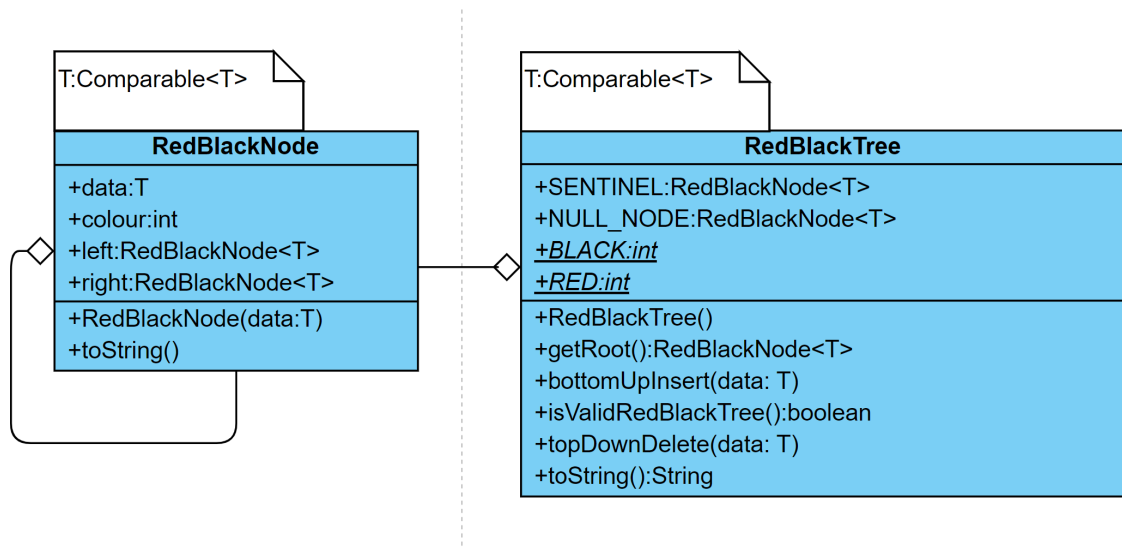 T:Comparable<T>
RedBlackNode
+data:T
+colour:int
+left:RedBlackNode<T>
+right:RedBlackNode<T>
+RedBlackNode(data:T)
+toString()
T:Comparable<T>
RedBlackTree
+SENTINEL:RedBlackNode<T>
+NULL_NODE:RedBlackNode<T>
+BLACK:int
+RED:int
+RedBlackTree()
+getRoot():RedBlackNode<T>
+bottomUpInsert(data: T)
+isValidRedBlackTree():boolean
+topDownDelete(data: T)
+toString():String